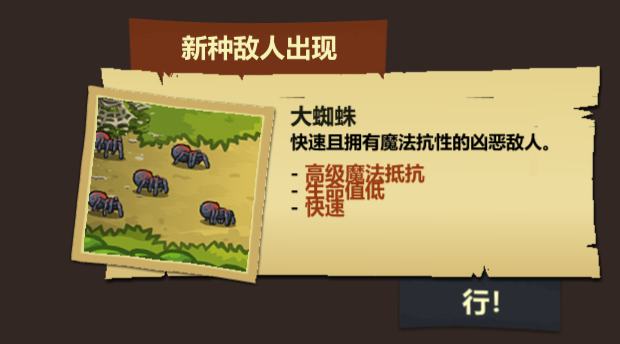 新种敌人出现
大蜘蛛
快速且拥有魔法抗性的凶恶敌人。
- 高级魔法抵抗
- 生命值低
- 快速
行!